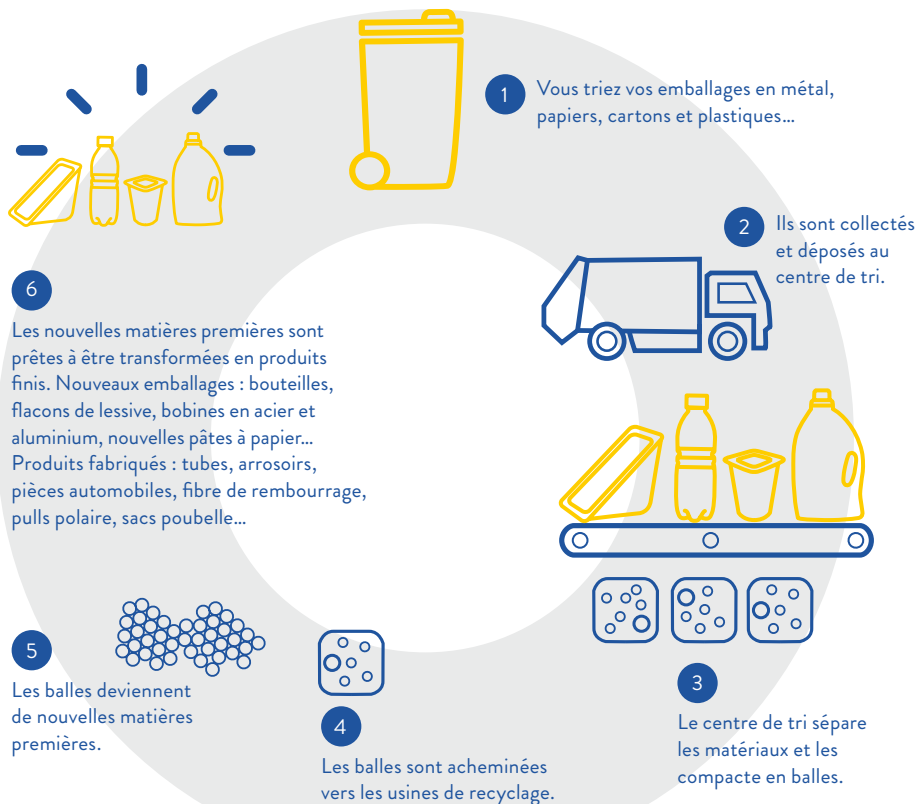 1
Vous triez vos emballages en métal,
papiers, cartons et plastiques...
2
Ils sont collectés
et déposés au
centre de tri.
3
Le centre de tri sépare
les matériaux et les
compacte en balles.
4
Les balles sont acheminées
vers les usines de recyclage.
5
Les balles deviennent
de nouvelles matières
premières.
6
Les nouvelles matières premières sont
prêtes à être transformées en produits
finis. Nouveaux emballages : bouteilles,
flacons de lessive, bobines en acier et
aluminium, nouvelles pâtes à papier...
Produits fabriqués : tubes, arrosoirs,
pièces automobiles, fibre de rembourrage,
pulls polaire, sacs poubelle...